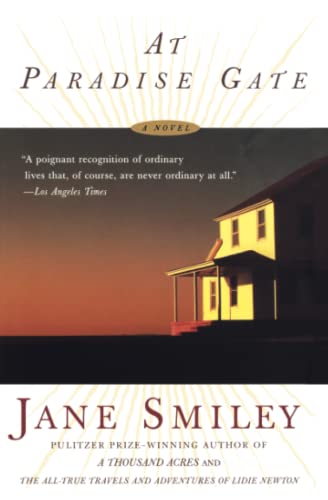 At
Paradise Gate
A NOVEL
"A poignant recognition of ordinary
lives that, of course, are never ordinary at all."
—Los Angeles Times
Jane Smiley
PULITZER PRIZE–WINNING AUTHOR OF
A THOUSAND ACRES AND
THE ALL-TRUE TRAVELS AND ADVENTURES OF LIDIE NEWTON